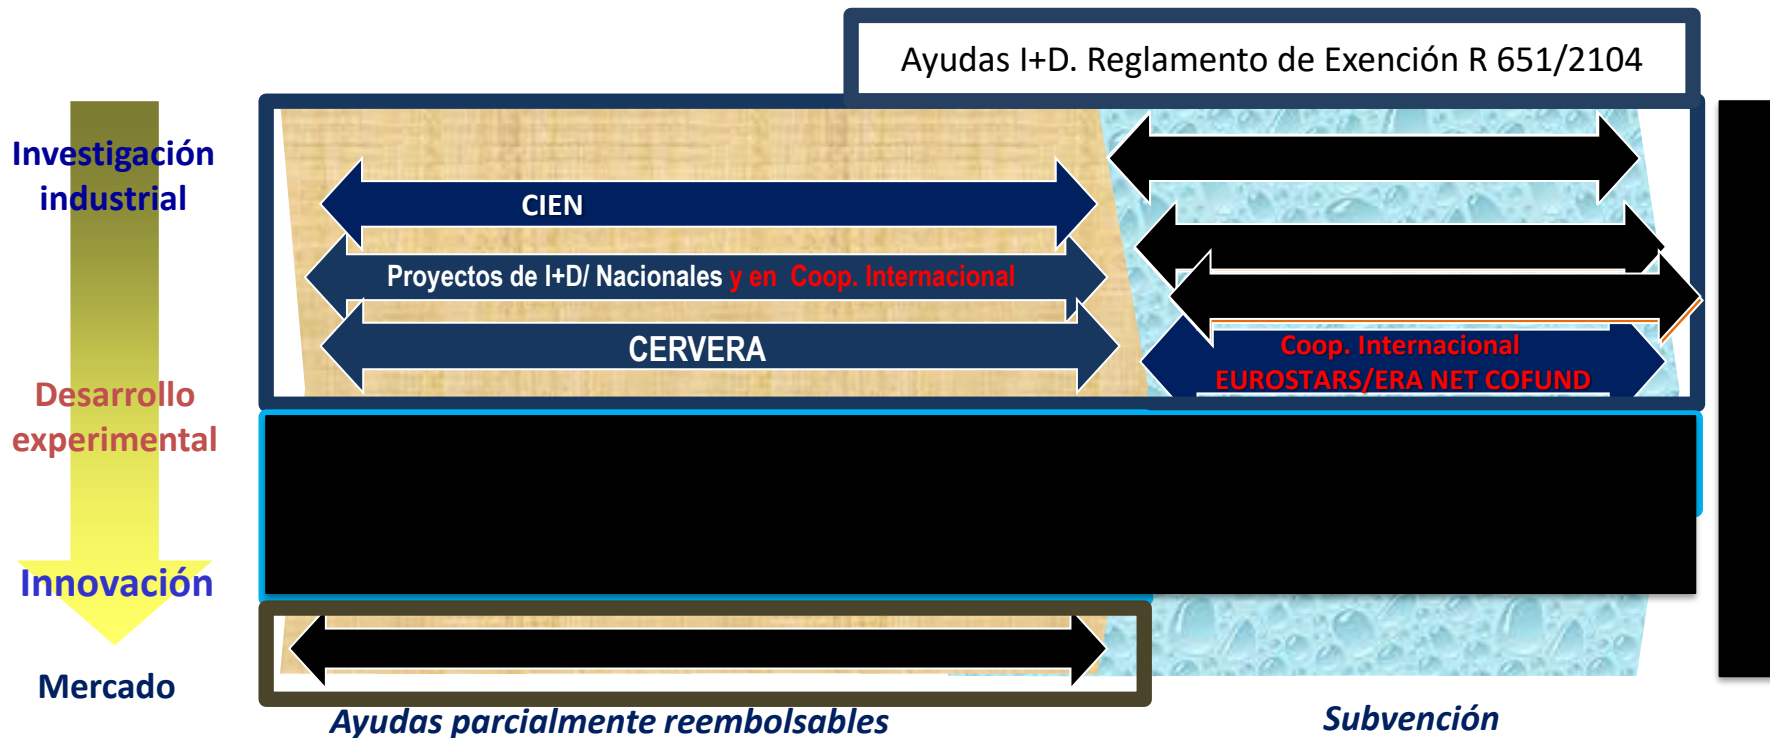 Ayudas I+D. Reglamento de Exención R 651/2104
Investigación
industrial
CIEN
Proyectos de I+D/ Nacionales y en Coop. Internacional
CERVERA
Coop. Internacional
EUROSTARS/ERA NET COFUND
Desarrollo
experimental
Innovación
Mercado
Ayudas parcialmente reembolsables
Subvención